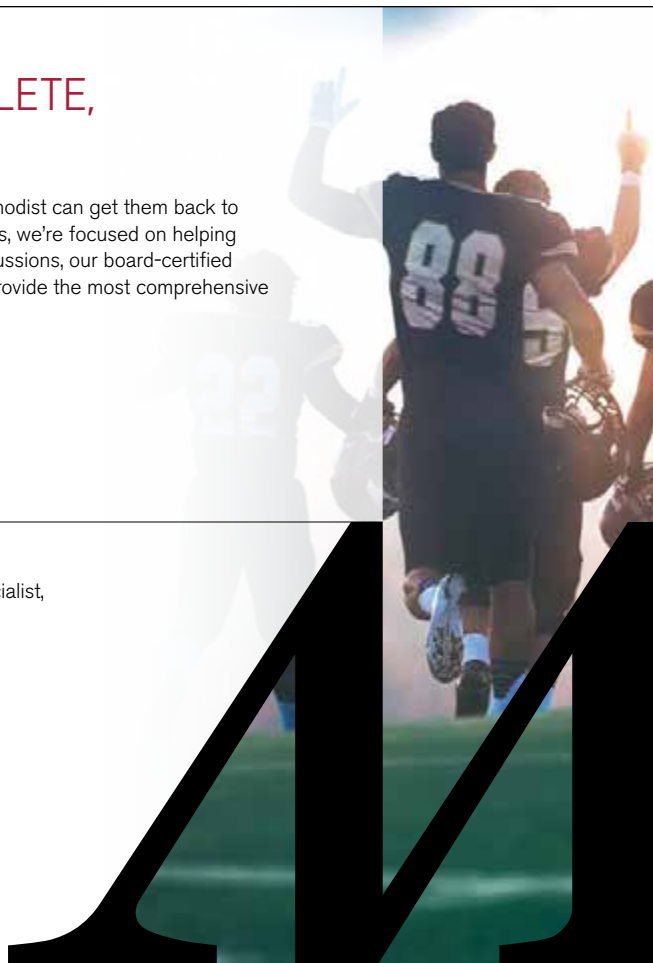 LETE,
nodist can get them back to
s, we're focused on helping
ussions, our board-certified
rovide the most comprehensive
88
22
ialist,
M